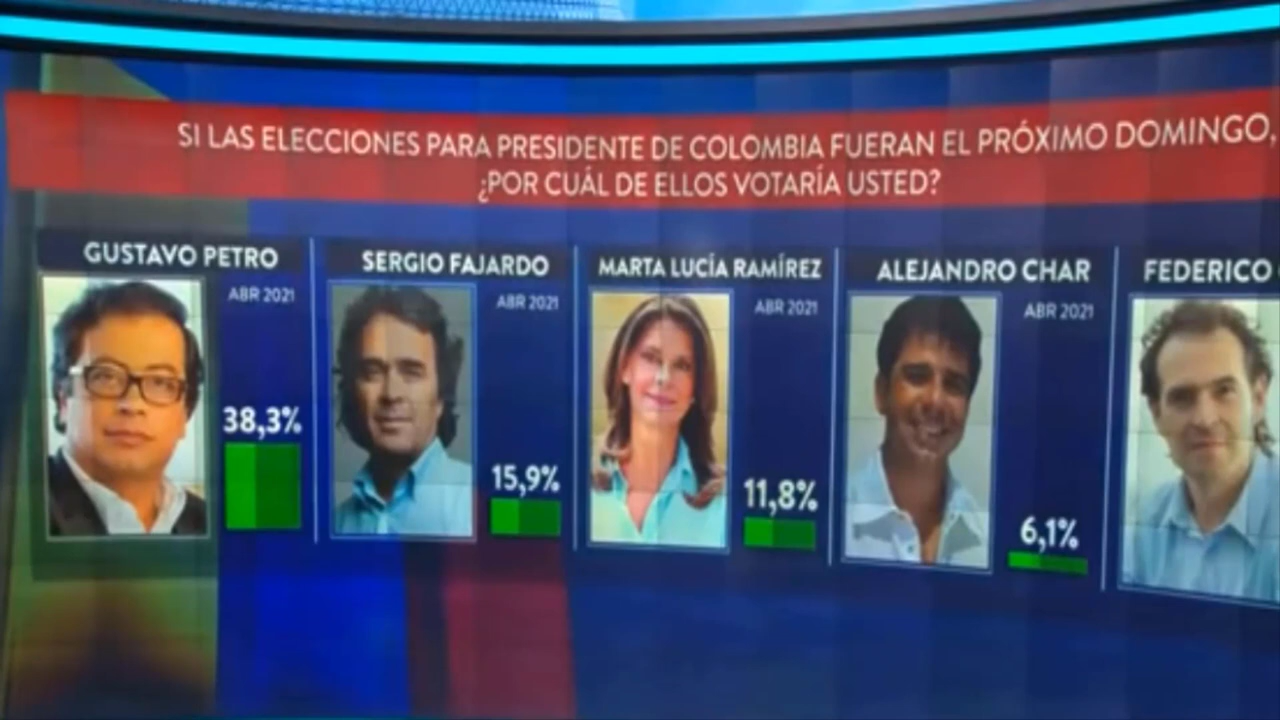 SI LAS ELECCIONES PARA PRESIDENTE DE COLOMBIA FUERAN EL PRÓXIMO DOMINGO,
¿POR CUÁL DE ELLOS VOTARÍA USTED?
GUSTAVO PETRO
ABR 2021
38,3%
SERGIO FAJARDO
ABR 2021
15,9%
MARTA LUCÍA RAMÍREZ
ABR 2021
11,8%
ALEJANDRO CHAR
ABR 2021
6,1%
FEDERICO